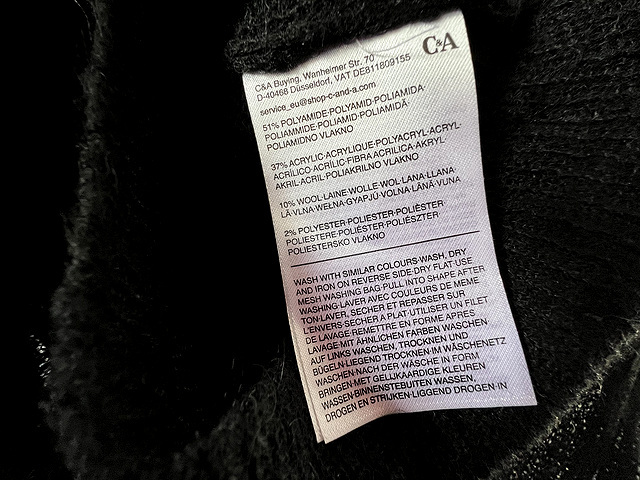 C&A
C&A Buying, Wanheimer Str. 70
D-40468 Düsseldorf, VAT DE811809155
service_eu@shop-c-and-a.com
51% POLYAMIDE·POLYAMID·POLIAMIDA·
POLIAMMIDE POLIAMID·POLIAMIDĂ·
POLIAMIDNO VLAKNO
37% ACRYLIC·ACRYLIQUE·POLYACRYL·ACRYL·
ACRÍLICO·ACRILIC·FIBRA ACRILICA·AKRYL·
AKRIL·ACRIL·POLIAKRILNO VLAKNO
10% WOOL·LAINE·WOLLE·WOL·LANA·LLANA·
LÃ·VLNA·WEŁNA·GYAPJÚ·VOLNA·LÂNĂ·VUNA
2% POLYESTER·POLIESTER·POLIÉSTER·
POLIESTERE·POLIÈSTER·POLIÉSZTER·
POLIESTERSKO VLAKNO
WASH WITH SIMILAR COLOURS·WASH, DRY
AND IRON ON REVERSE SIDE·DRY FLAT·USE
MESH WASHING BAG·PULL INTO SHAPE AFTER
WASHING·LAVER AVEC COULEURS DE MEME
TON·LAVER, SECHER ET REPASSER SUR
L'ENVERS·SECHER A PLAT·UTILISER UN FILET
DE LAVAGE·REMETTRE EN FORME APRES
LAVAGE·MIT ÄHNLICHEN FARBEN WASCHEN·
AUF LINKS WASCHEN, TROCKNEN UND
BÜGELN·LIEGEND TROCKNEN·IM WÄSCHENETZ
WASCHEN·NACH DER WÄSCHE IN FORM
BRINGEN·MET GELIJKAARDIGE KLEUREN
WASSEN·BINNENSTEBUITEN WASSEN,
DROGEN EN STRIJKEN·LIGGEND DROGEN·IN